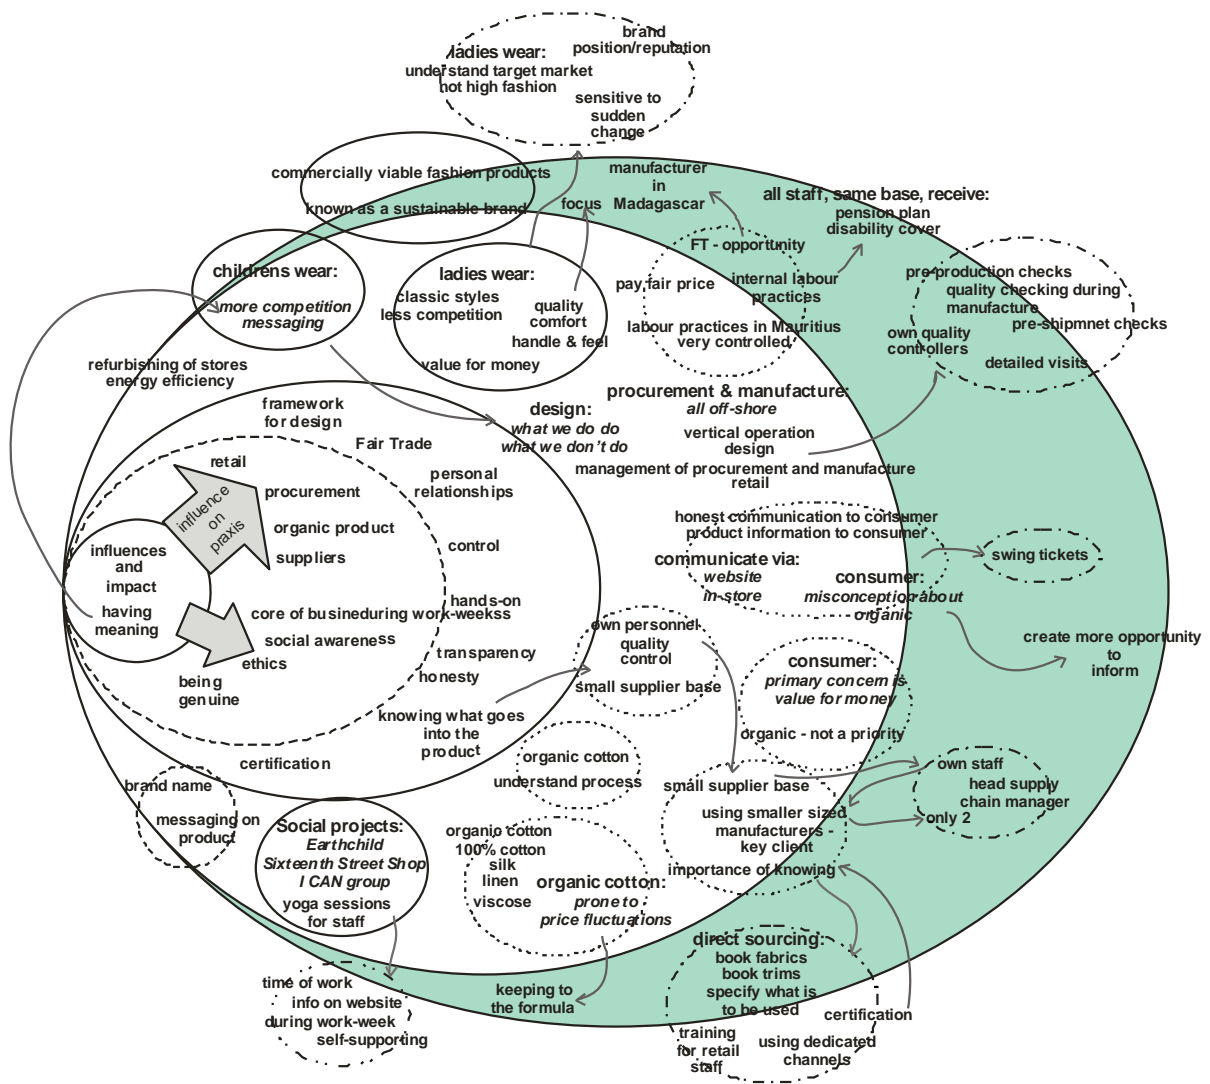 brand
position/reputation
ladies wear:
understand target market
not high fashion
sensitive to
sudden
change
commercially viable fashion products
known as a sustainable brand
focus
manufacturer
in
Madagascar
all staff, same base, receive:
pension plan
disability cover
childrens wear:
more competition
messaging
ladies wear:
classic styles
less competition
quality
comfort
handle & feel
value for money
FT - opportunity
pay fair price
internal labour
practices
labour practices in Mauritius
very controlled
pre-production checks
quality checking during
manufacture
pre-shipmnet checks
own quality
controllers
detailed visits
refurbishing of stores
energy efficiency
framework
for design
Fair Trade
design:
what we do do
what we don't do
procurement & manufacture:
all off-shore
vertical operation
design
management of procurement and manufacture
retail
retail
procurement
organic product
suppliers
influence
on
praxis
personal
relationships
control
influences
and
impact
having
meaning
core of busineduring work-weekss
hands-on
social awareness
ethics
being
genuine
transparency
honesty
knowing what goes
into the
product
certification
honest communication to consumer
product information to consumer
communicate via:
website
in-store
consumer:
misconception about
organic
swing tickets
create more opportunity
to
inform
own personnel
quality
control
small supplier base
consumer:
primary concern is
value for money
organic - not a priority
organic cotton
understand process
small supplier base
using smaller sized
manufacturers -
key client
importance of knowing
own staff
head supply
chain manager
only 2
brand name
messaging on
product
Social projects:
Earthchild
Sixteenth Street Shop
I CAN group
yoga sessions
for staff
organic cotton
100% cotton
silk
linen
viscose
organic cotton:
prone to
price fluctuations
time of work
info on website
during work-week
self-supporting
keeping to
the formula
direct sourcing:
book fabrics
book trims
specify what is
to be used
certification
training
for retail
staff
using dedicated
channels